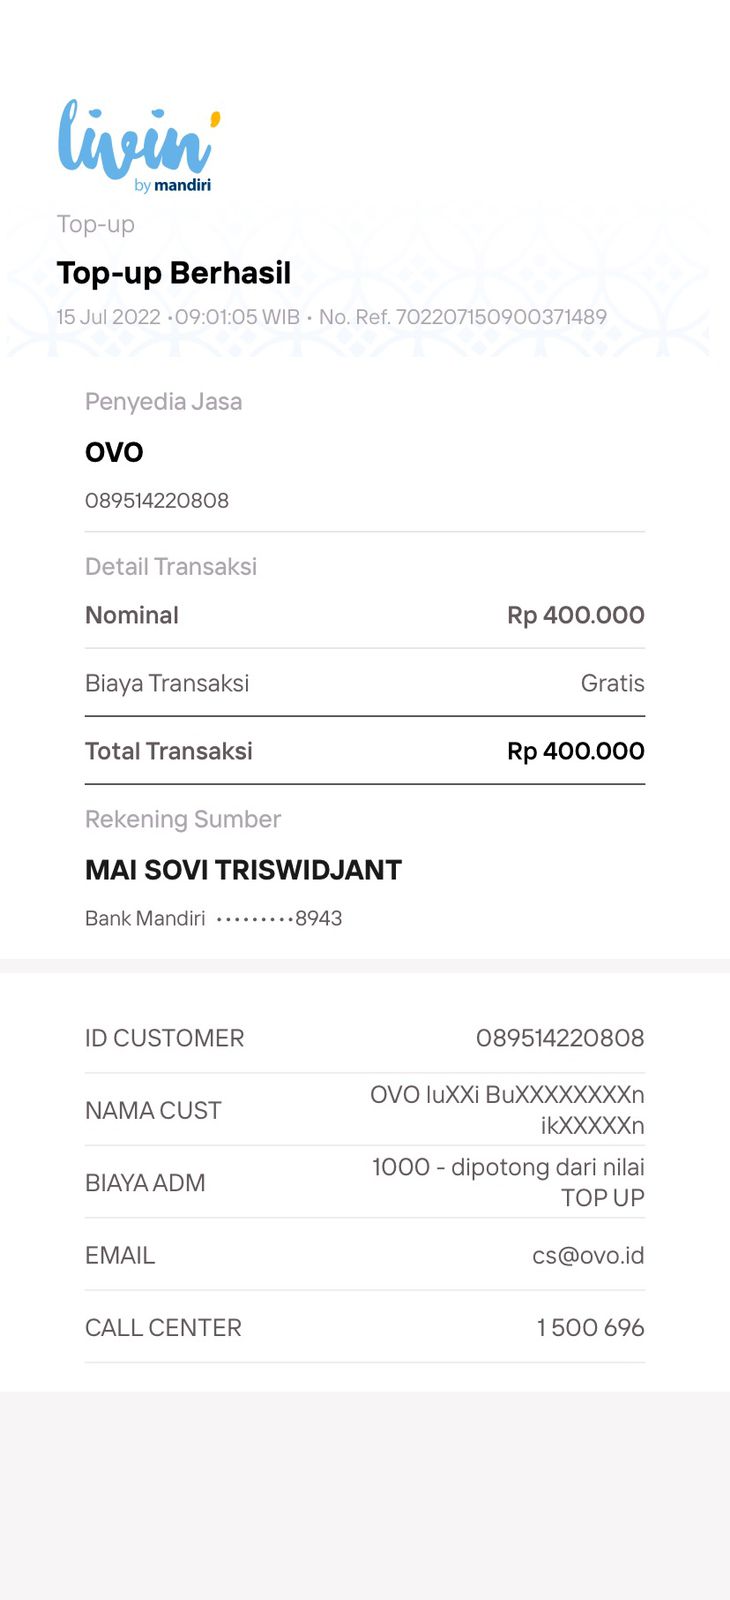 livin'
by mandiri
Top-up
Top-up Berhasil
15 Jul 2022 • 09:01:05 WIB • No. Ref. 702207150900371489
Penyedia Jasa
OVO
089514220808
Detail Transaksi
Nominal Rp 400.000
Biaya Transaksi Gratis
Total Transaksi Rp 400.000
Rekening Sumber
MAI SOVI TRISWIDJANT
Bank Mandiri •••••••••8943
ID CUSTOMER 089514220808
NAMA CUST OVO luXXi BuXXXXXXXXn
ikXXXXXn
BIAYA ADM 1000 - dipotong dari nilai
TOP UP
EMAIL cs@ovo.id
CALL CENTER 1 500 696